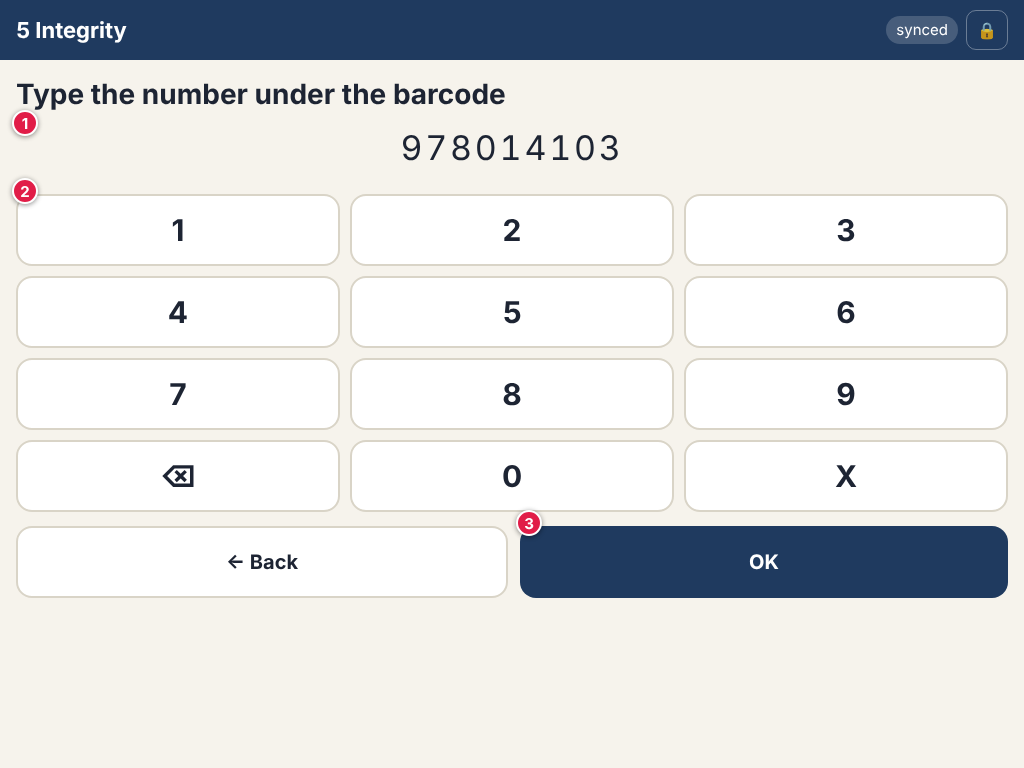 5 Integrity
synced
Type the number under the barcode
1
978014103
2
1 2 3
4 5 6
7 8 9
0 X
3
← Back
OK